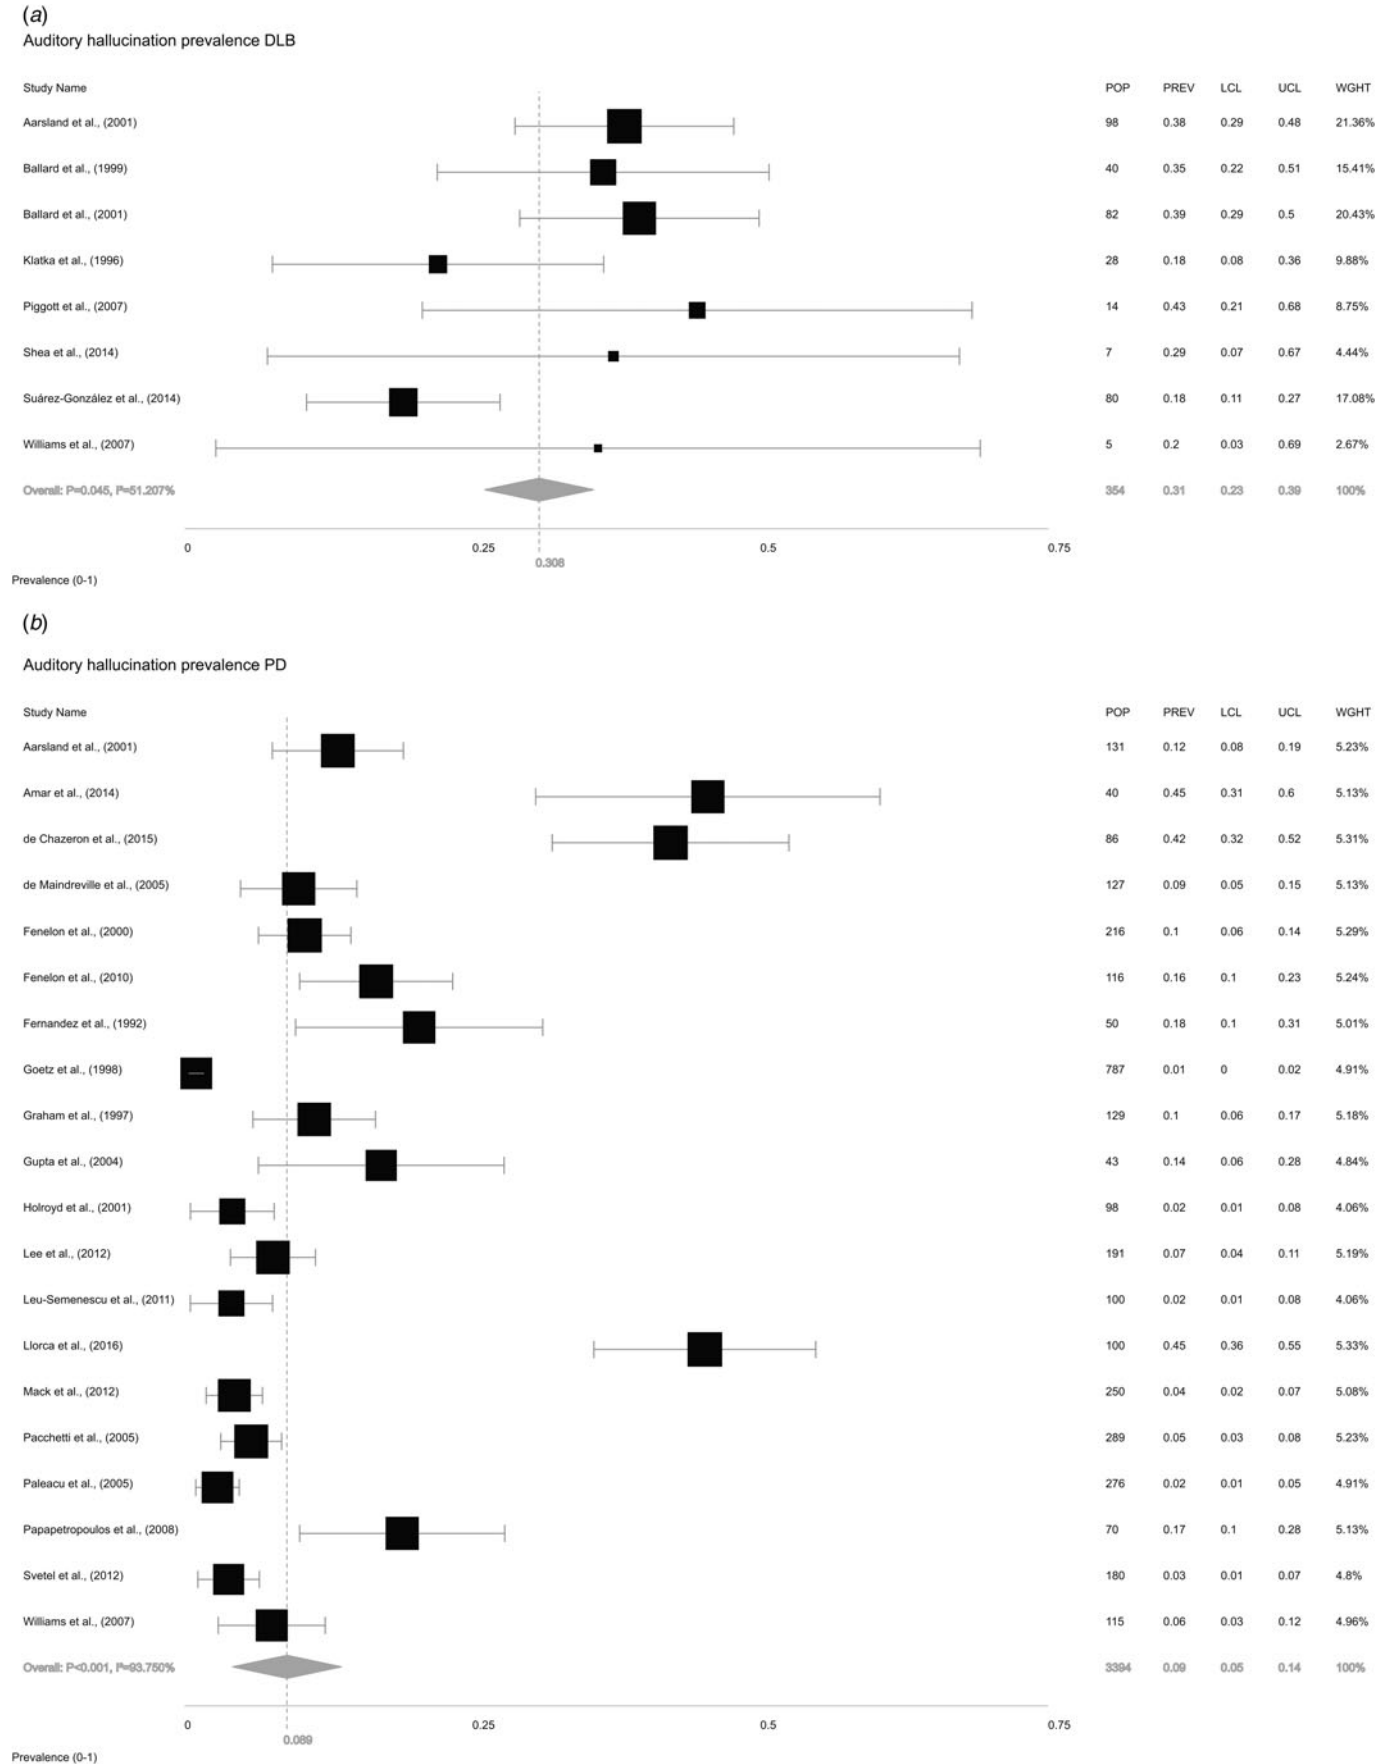 (a)
Auditory hallucination prevalence DLB
Study Name POP PREV LCL UCL WGHT
Aarsland et al., (2001) 98 0.38 0.29 0.48 21.36%
Ballard et al., (1999) 40 0.35 0.22 0.51 15.41%
Ballard et al., (2001) 82 0.39 0.29 0.5 20.43%
Klatka et al., (1996) 28 0.18 0.08 0.36 9.88%
Piggott et al., (2007) 14 0.43 0.21 0.68 8.75%
Shea et al., (2014) 7 0.29 0.07 0.67 4.44%
Suárez-González et al., (2014) 80 0.18 0.11 0.27 17.08%
Williams et al., (2007) 5 0.2 0.03 0.69 2.67%
Overall: P=0.045, I²=51.207% 354 0.31 0.23 0.39 100%
0 0.25 0.5 0.75
0.308
Prevalence (0-1)
(b)
Auditory hallucination prevalence PD
Study Name POP PREV LCL UCL WGHT
Aarsland et al., (2001) 131 0.12 0.08 0.19 5.23%
Amar et al., (2014) 40 0.45 0.31 0.6 5.13%
de Chazeron et al., (2015) 86 0.42 0.32 0.52 5.31%
de Maindreville et al., (2005) 127 0.09 0.05 0.15 5.13%
Fenelon et al., (2000) 216 0.1 0.06 0.14 5.29%
Fenelon et al., (2010) 116 0.16 0.1 0.23 5.24%
Fernandez et al., (1992) 50 0.18 0.1 0.31 5.01%
Goetz et al., (1998) 787 0.01 0 0.02 4.91%
Graham et al., (1997) 129 0.1 0.06 0.17 5.18%
Gupta et al., (2004) 43 0.14 0.06 0.28 4.84%
Holroyd et al., (2001) 98 0.02 0.01 0.08 4.06%
Lee et al., (2012) 191 0.07 0.04 0.11 5.19%
Leu-Semenescu et al., (2011) 100 0.02 0.01 0.08 4.06%
Llorca et al., (2016) 100 0.45 0.36 0.55 5.33%
Mack et al., (2012) 250 0.04 0.02 0.07 5.08%
Pacchetti et al., (2005) 289 0.05 0.03 0.08 5.23%
Paleacu et al., (2005) 276 0.02 0.01 0.05 4.91%
Papapetropoulos et al., (2008) 70 0.17 0.1 0.28 5.13%
Svetel et al., (2012) 180 0.03 0.01 0.07 4.8%
Williams et al., (2007) 115 0.06 0.03 0.12 4.96%
Overall: P<0.001, I²=93.750% 3394 0.09 0.05 0.14 100%
0 0.25 0.5 0.75
0.089
Prevalence (0-1)